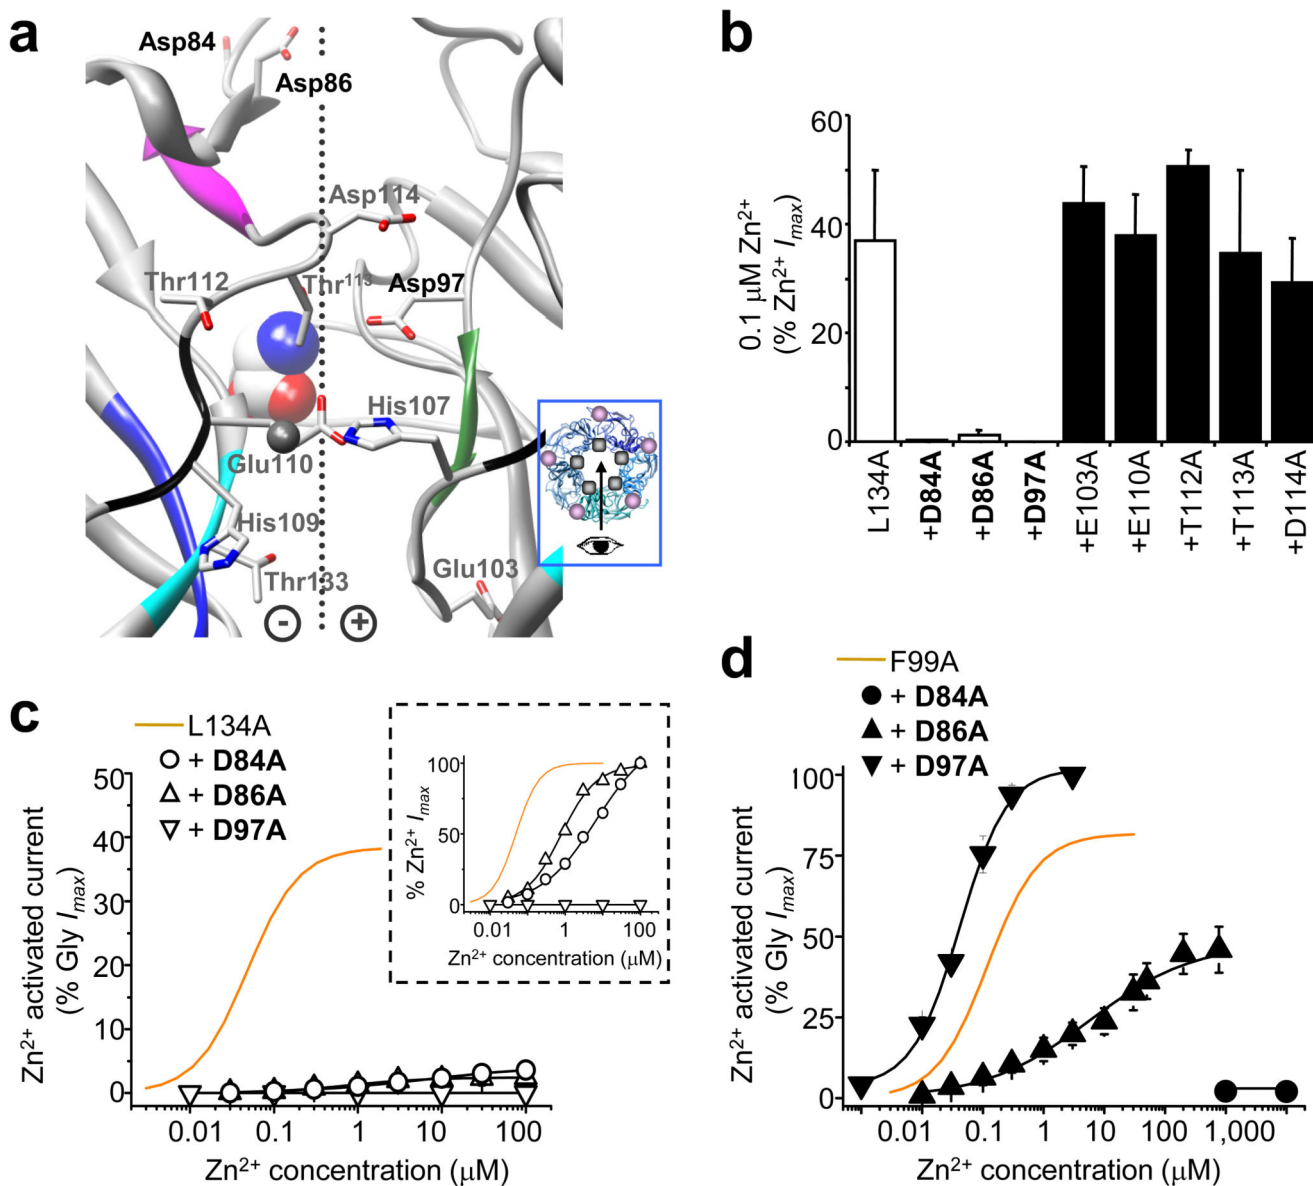 a
Asp84
Asp86
Asp114
Thr112
Thr¹¹³
Asp97
His107
Glu110
His109
Thr133
Glu103
-
+
b
0.1 μM Zn²⁺
(% Zn²⁺ Imax)
60
40
20
0
L134A
+D84A
+D86A
+D97A
+E103A
+E110A
+T112A
+T113A
+D114A
c
L134A
+ D84A
+ D86A
+ D97A
Zn²⁺ activated current
(% Gly Imax)
50
40
30
20
10
0
0.01
0.1
1
10
100
Zn²⁺ concentration (μM)
% Zn²⁺ Imax
100
50
0
0.01
1
100
Zn²⁺ concentration (μM)
d
F99A
+ D84A
+ D86A
+ D97A
Zn²⁺ activated current
(% Gly Imax)
100
75
50
25
0
0.01
0.1
1
10
100
1,000
Zn²⁺ concentration (μM)